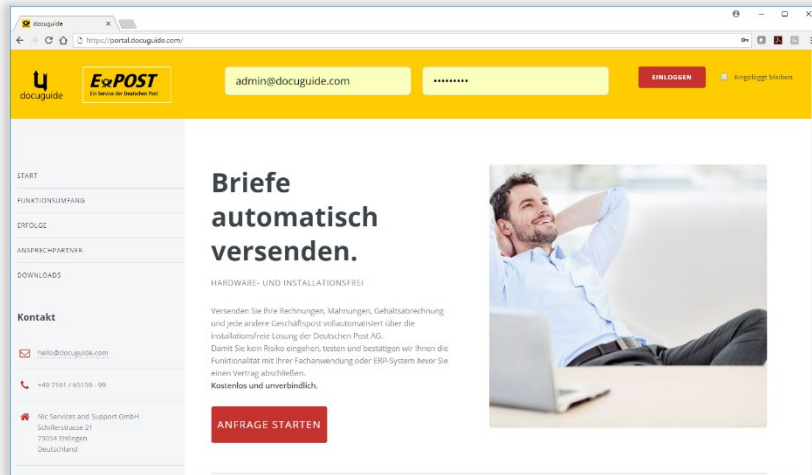 docuguide
https://portal.docuguide.com/
docuguide
E POST
Ein Service der Deutschen Post
admin@docuguide.com
•••••••••
EINLOGGEN
Eingeloggt bleiben
START
FUNKTIONSUMFANG
ERFOLGE
ANSPRECHPARTNER
DOWNLOADS
Kontakt
hello@docuguide.com
+49 7161 / 65159 - 99
Nic Services and Support GmbH
Schillerstrasse 21
73054 Eislingen
Deutschland
Briefe
automatisch
versenden.
HARDWARE- UND INSTALLATIONSFREI
Versenden Sie Ihre Rechnungen, Mahnungen, Gehaltsabrechnung
und jede andere Geschäftspost vollautomatisiert über die
installationsfreie Lösung der Deutschen Post AG.
Damit Sie kein Risiko eingehen, testen und bestätigen wir Ihnen die
Funktionalität mit Ihrer Fachanwendung oder ERP-System bevor Sie
einen Vertrag abschließen.
Kostenlos und unverbindlich.
ANFRAGE STARTEN